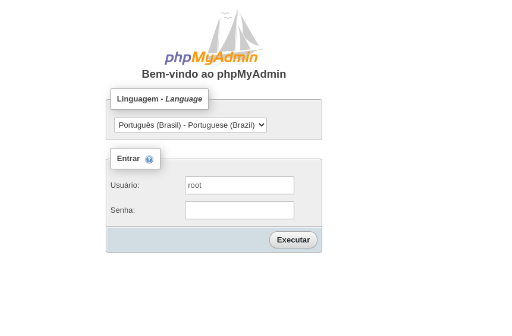 phpMyAdmin
Bem-vindo ao phpMyAdmin
Linguagem - Language
Português (Brasil) - Portuguese (Brazil)
Entrar
Usuário:
root
Senha:
Executar